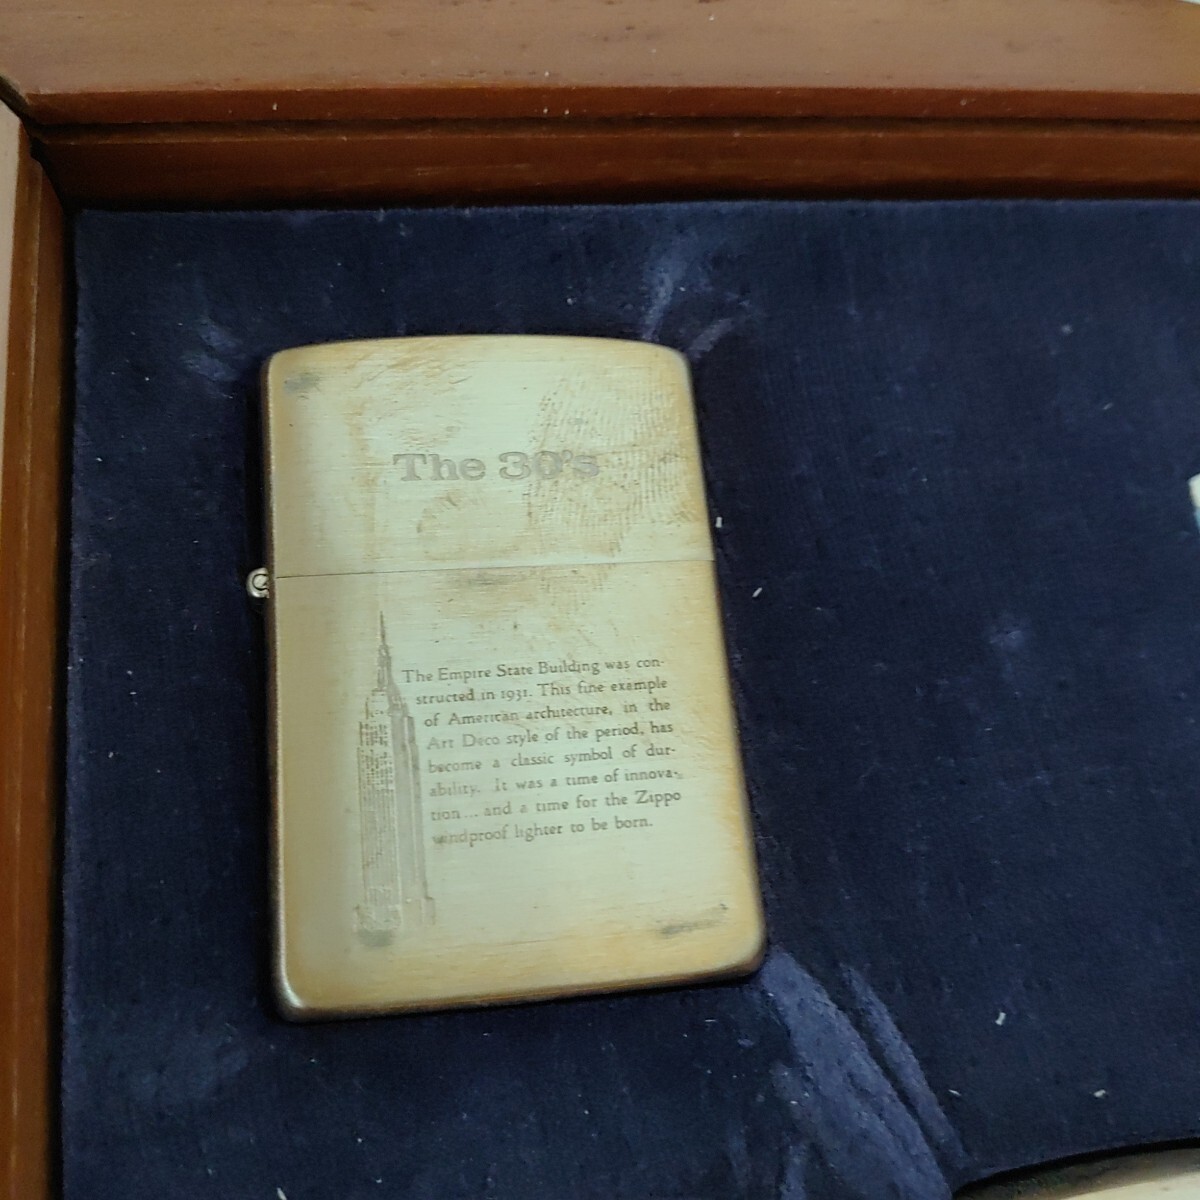 The 30's
The Empire State Building was con-
structed in 1931. This fine example
of American architecture, in the
Art Deco style of the period, has
become a classic symbol of dur-
ability. It was a time of innova-
tion... and a time for the Zippo
windproof lighter to be born.